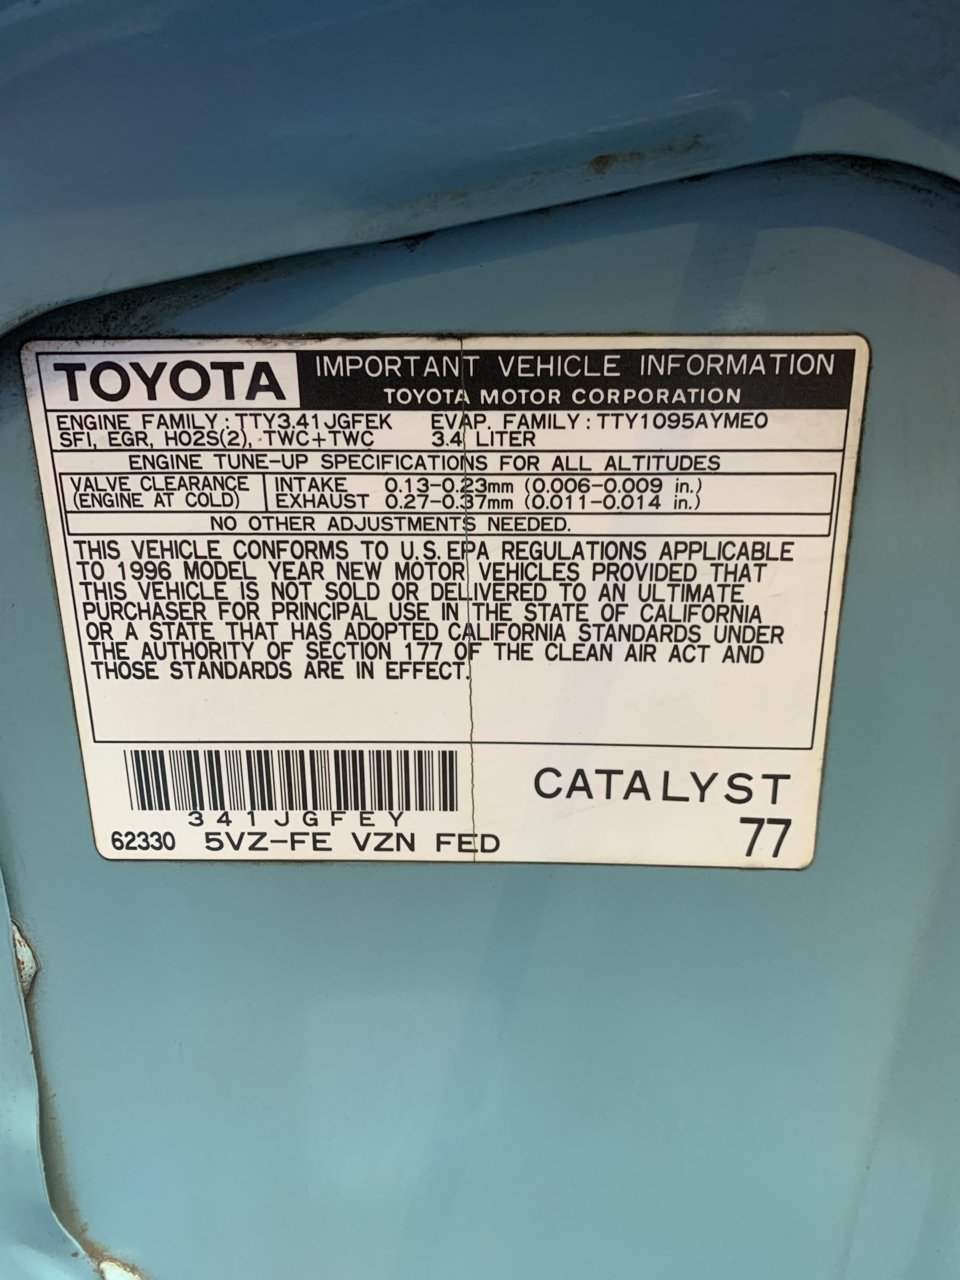 TOYOTA
IMPORTANT VEHICLE INFORMATION
TOYOTA MOTOR CORPORATION
ENGINE FAMILY : TTY3.41JGFEK EVAP. FAMILY : TTY1095AYMEO
SFI, EGR, HO2S(2), TWC+TWC 3.4 LITER
ENGINE TUNE-UP SPECIFICATIONS FOR ALL ALTITUDES
VALVE CLEARANCE INTAKE 0.13-0.23mm (0.006-0.009 in.)
(ENGINE AT COLD) EXHAUST 0.27-0.37mm (0.011-0.014 in.)
NO OTHER ADJUSTMENTS NEEDED.
THIS VEHICLE CONFORMS TO U.S. EPA REGULATIONS APPLICABLE
TO 1996 MODEL YEAR NEW MOTOR VEHICLES PROVIDED THAT
THIS VEHICLE IS NOT SOLD OR DELIVERED TO AN ULTIMATE
PURCHASER FOR PRINCIPAL USE IN THE STATE OF CALIFORNIA
OR A STATE THAT HAS ADOPTED CALIFORNIA STANDARDS UNDER
THE AUTHORITY OF SECTION 177 OF THE CLEAN AIR ACT AND
THOSE STANDARDS ARE IN EFFECT.
341JGFEY
62330 5VZ-FE VZN FED
CATALYST
77